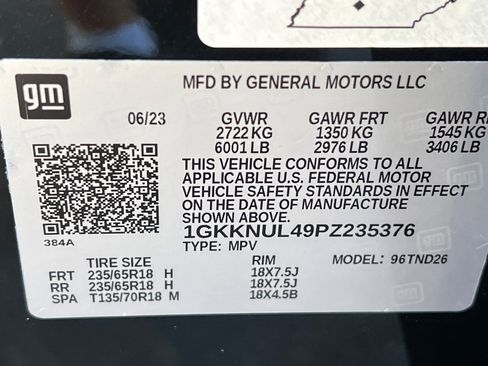 gm
MFD BY GENERAL MOTORS LLC
06/23 GVWR GAWR FRT GAWR
2722 KG 1350 KG 1545 KG
6001 LB 2976 LB 3406 LB
THIS VEHICLE CONFORMS TO ALL
APPLICABLE U.S. FEDERAL MOTOR
VEHICLE SAFETY STANDARDS IN EFFECT
ON THE DATE OF MANUFACTURE
SHOWN ABOVE.
1GKKNUL49PZ235376
TYPE: MPV
384A
TIRE SIZE RIM MODEL: 96TND26
FRT 235/65R18 H 18X7.5J
RR 235/65R18 H 18X7.5J
SPA T135/70R18 M 18X4.5B